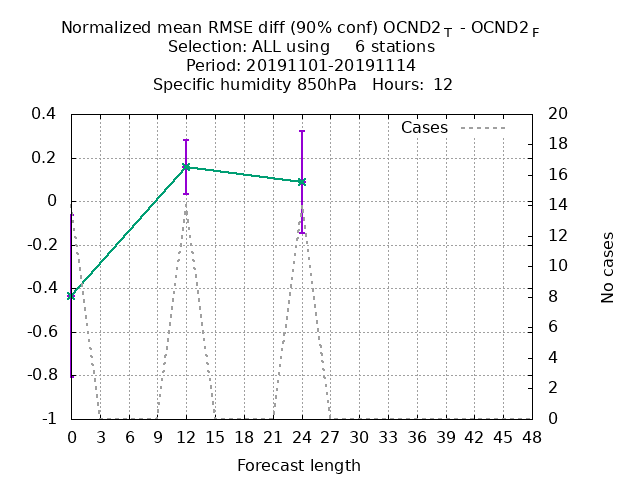 Normalized mean RMSE diff (90% conf) OCND2 T - OCND2 F
Selection: ALL using 6 stations
Period: 20191101-20191114
Specific humidity 850hPa Hours: 12
Cases
0.4
0.2
0
-0.2
-0.4
-0.6
-0.8
-1
20
18
16
14
12
10
8
6
4
2
0
No cases
0 3 6 9 12 15 18 21 24 27 30 33 36 39 42 45 48
Forecast length